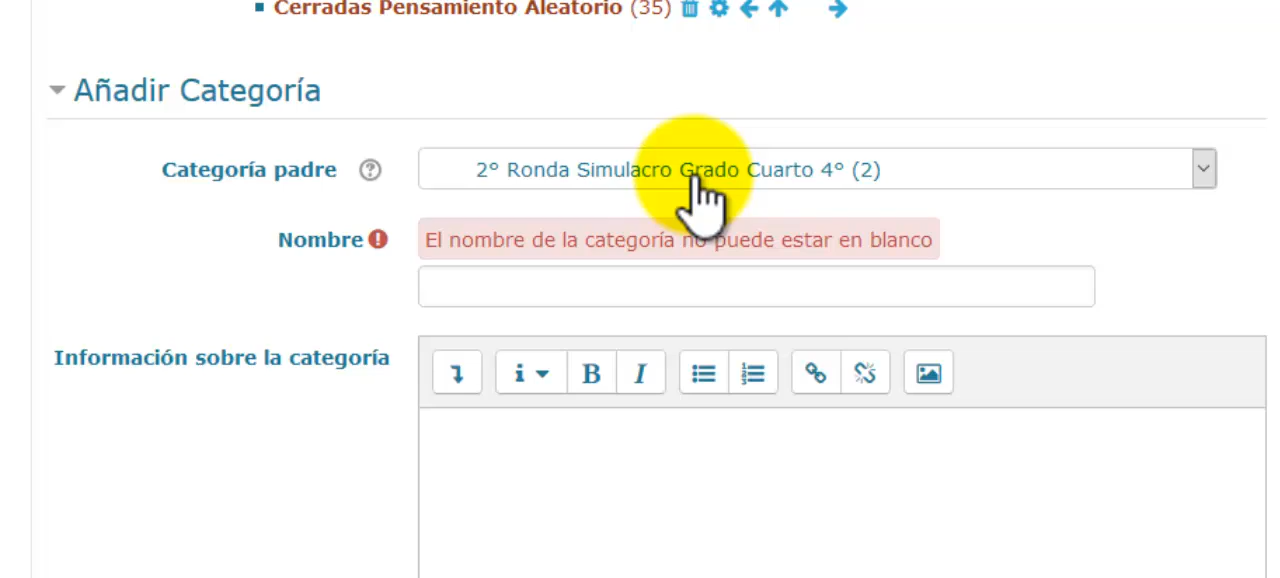 Cerradas Pensamiento Aleatorio (35)
Añadir Categoría
Categoría padre
2° Ronda Simulacro Grado Cuarto 4° (2)
Nombre
El nombre de la categoría no puede estar en blanco
Información sobre la categoría